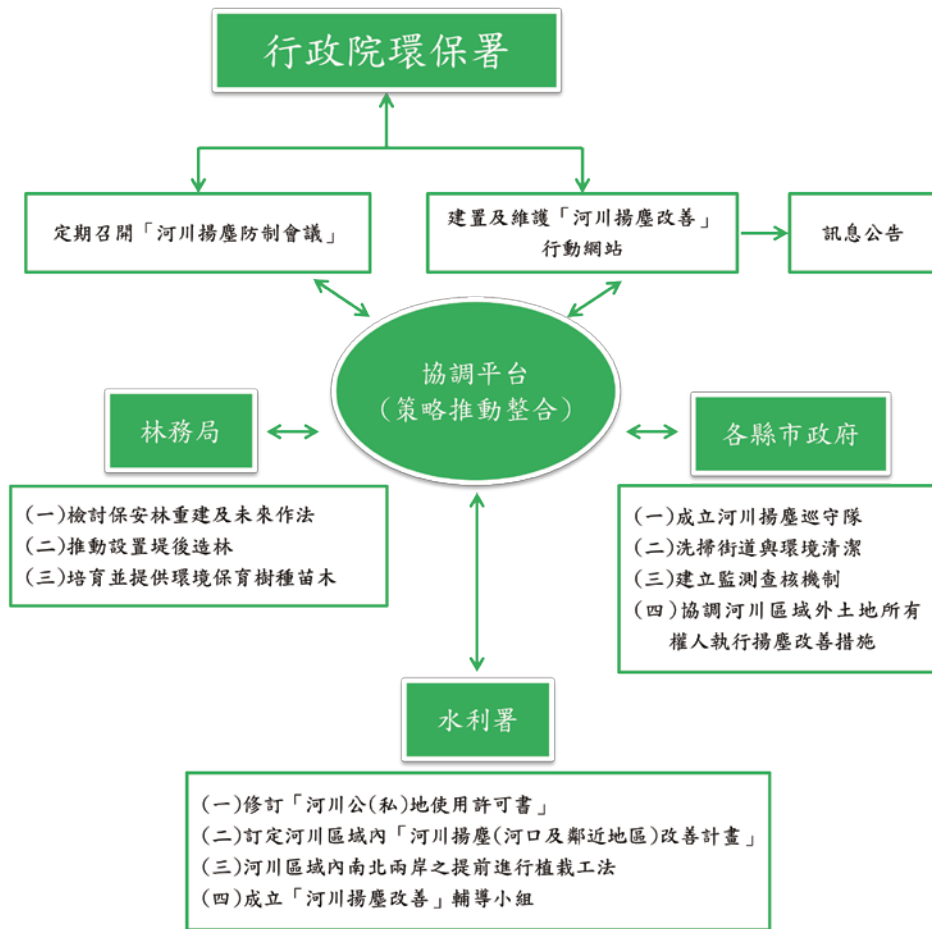 行政院環保署
定期召開「河川揚塵防制會議」
建置及維護「河川揚塵改善」
行動網站
訊息公告
協調平台
(策略推動整合)
林務局
(一)檢討保安林重建及未來作法
(二)推動設置堤後造林
(三)培育並提供環境保育樹種苗木
各縣市政府
(一)成立河川揚塵巡守隊
(二)洗掃街道與環境清潔
(三)建立監測查核機制
(四)協調河川區域外土地所有
權人執行揚塵改善措施
水利署
(一)修訂「河川公(私)地使用許可書」
(二)訂定河川區域內「河川揚塵(河口及鄰近地區)改善計畫」
(三)河川區域內南北兩岸之提前進行植栽工法
(四)成立「河川揚塵改善」輔導小組